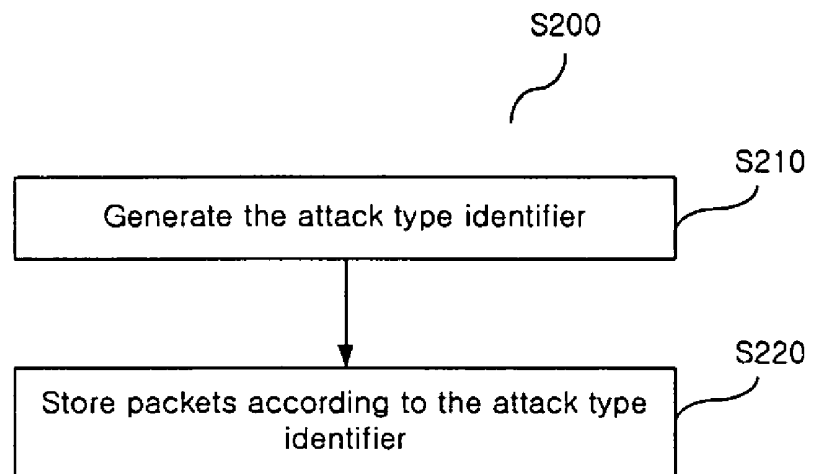 S200
S210
Generate the attack type identifier
S220
Store packets according to the attack type
identifier